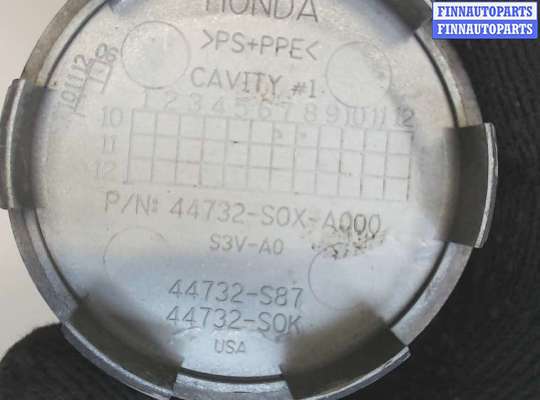 FINNAUTOPARTS
FINNAUTOPARTS
HONDA
>PS+PPE<
CAVITY #1
1 2 3 4 5 6 7 8 9 10 11 12
10
11
12
P/N: 44732-S0X-A000
S3V-A0
44732-S87
44732-S0K
USA